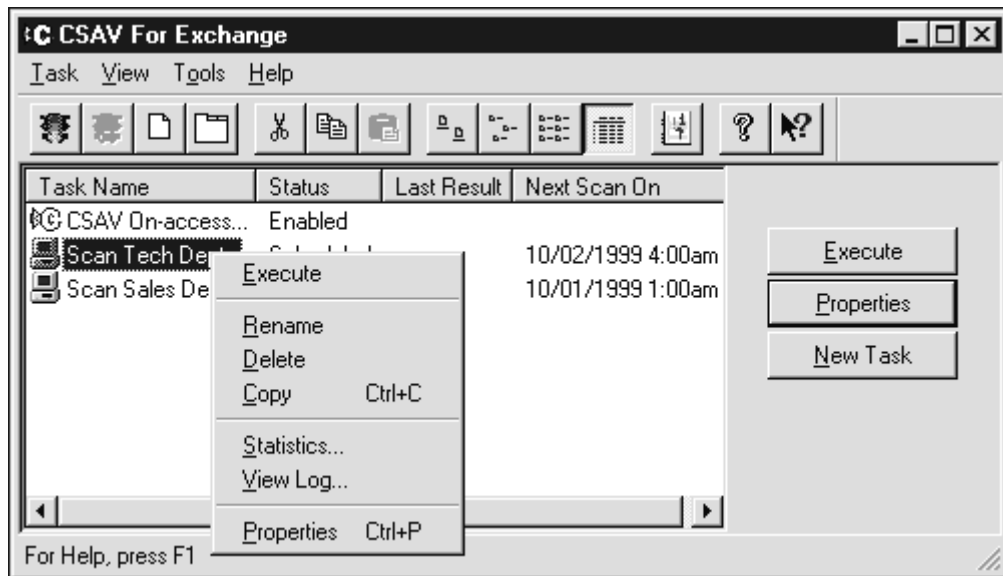 CSAV For Exchange
Task View Tools Help
Task Name Status Last Result Next Scan On
CSAV On-access... Enabled
Scan Tech 10/02/1999 4:00am
Scan Sales De 10/01/1999 1:00am
Execute
Rename
Delete
Copy Ctrl+C
Statistics...
View Log...
Properties Ctrl+P
Execute
Properties
New Task
For Help, press F1